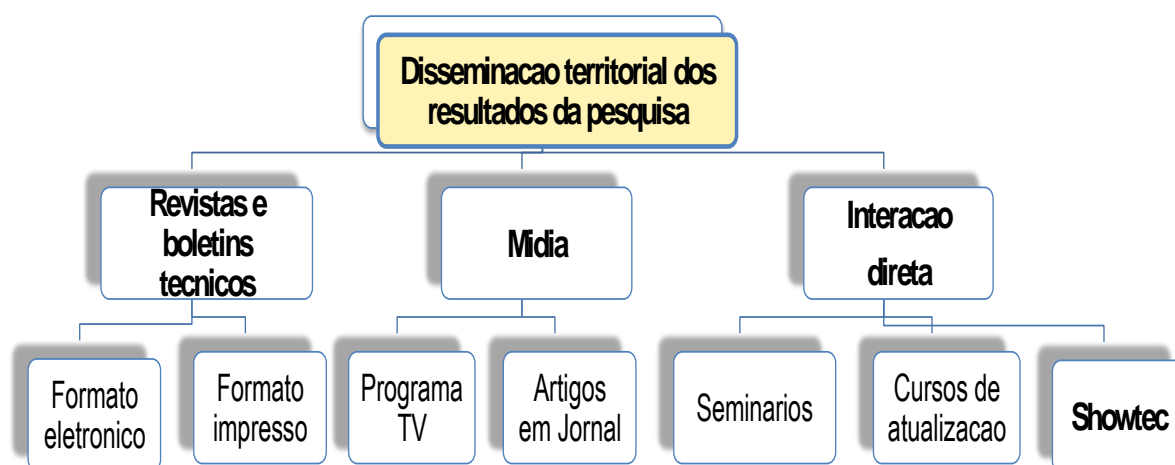 Disseminacao territorial dos
resultados da pesquisa
Revistas e
boletins
tecnicos
Midia
Interacao
direta
Formato
eletronico
Formato
impresso
Programa
TV
Artigos
em Jornal
Seminarios
Cursos de
atualizacao
Showtec